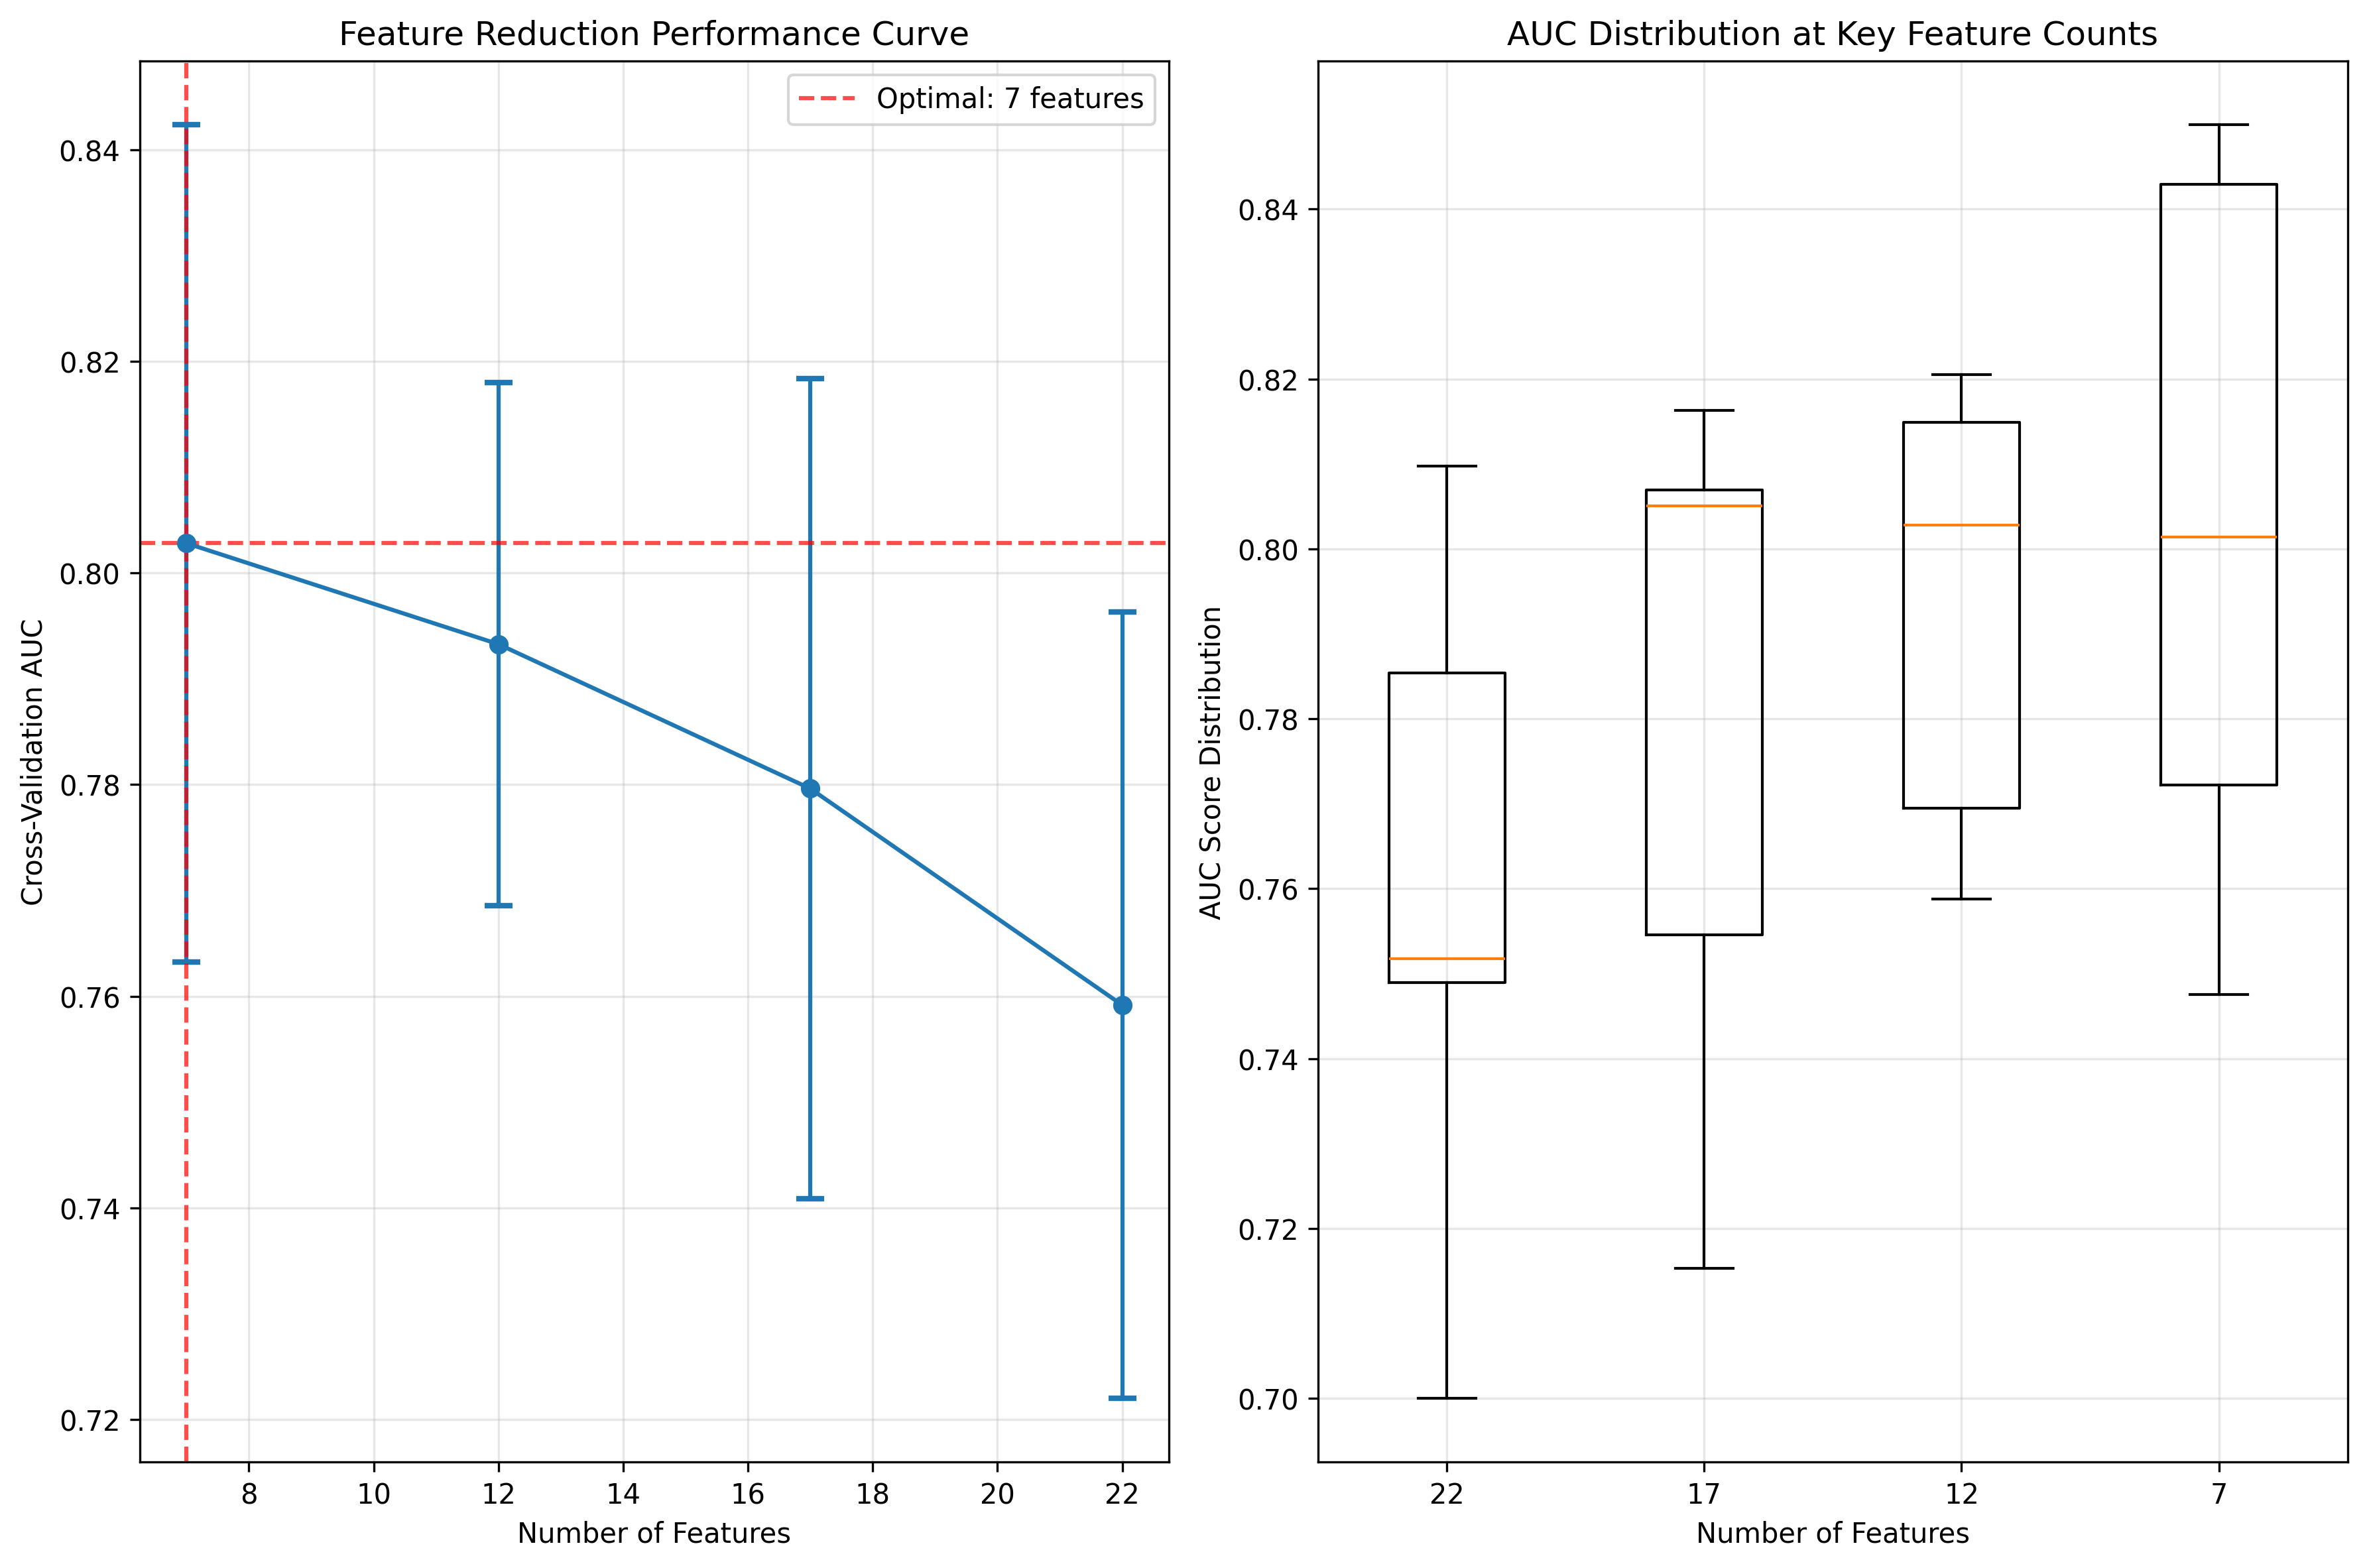 Feature Reduction Performance Curve
Optimal: 7 features
0.84
0.82
0.80
0.78
0.76
0.74
0.72
Cross-Validation AUC
8 10 12 14 16 18 20 22
Number of Features
AUC Distribution at Key Feature Counts
0.84
0.82
0.80
0.78
0.76
0.74
0.72
0.70
AUC Score Distribution
22 17 12 7
Number of Features